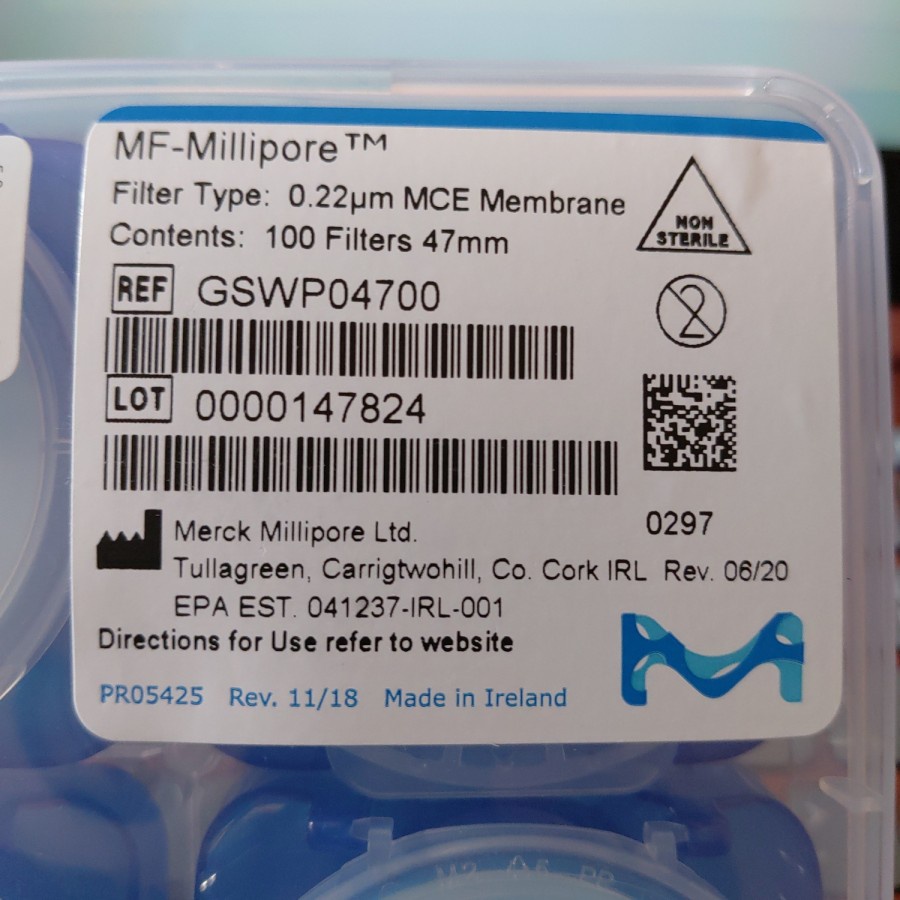 MF-Millipore™
Filter Type: 0.22µm MCE Membrane
Contents: 100 Filters 47mm
NON
STERILE
REF GSWP04700
2
LOT 0000147824
0297
Merck Millipore Ltd.
Tullagreen, Carrigtwohill, Co. Cork IRL Rev. 06/20
EPA EST. 041237-IRL-001
Directions for Use refer to website
PR05425 Rev. 11/18 Made in Ireland
M